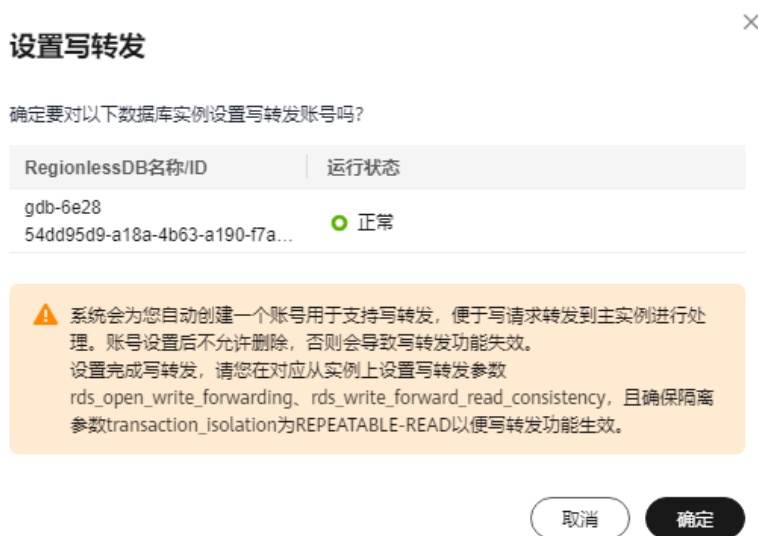 设置写转发
确定要对以下数据库实例设置写转发账号吗?
RegionlessDB名称/ID 运行状态
gdb-6e28
54dd95d9-a18a-4b63-a190-f7a... 正常
系统会为您自动创建一个账号用于支持写转发，便于写请求转发到主实例进行处
理。账号设置后不允许删除，否则会导致写转发功能失效。
设置完成写转发，请您在对应从实例上设置写转发参数
rds_open_write_forwarding、rds_write_forward_read_consistency，且确保隔离
参数transaction_isolation为REPEATABLE-READ以便写转发功能生效。
取消 确定